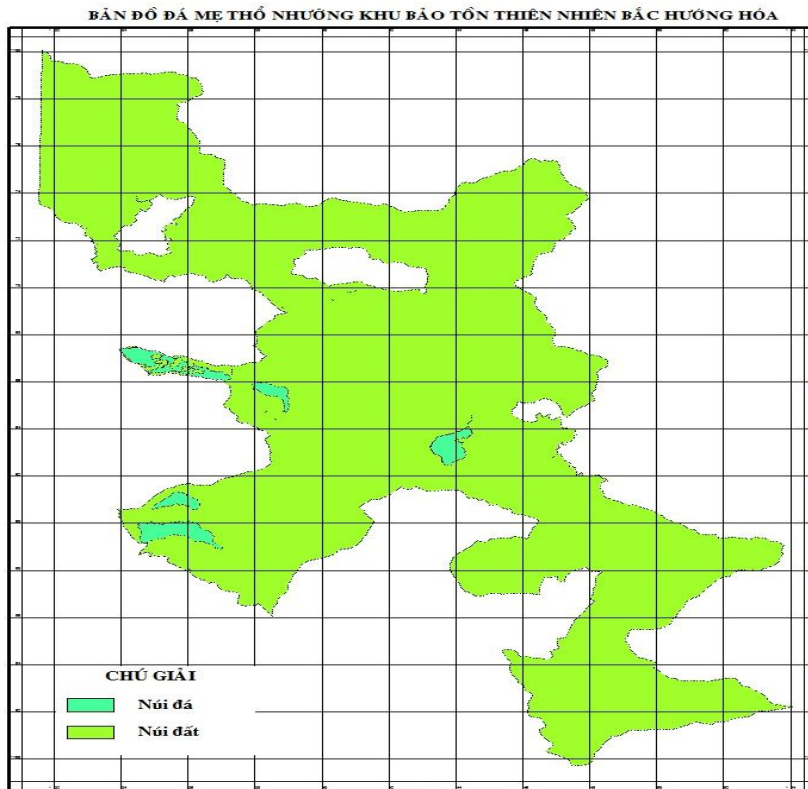 BẢN ĐỒ ĐÁ MẸ THỔ NHƯỠNG KHU BẢO TỒN THIÊN NHIÊN BẮC HƯỚNG HÓA
CHÚ GIẢI
Núi đá
Núi đất